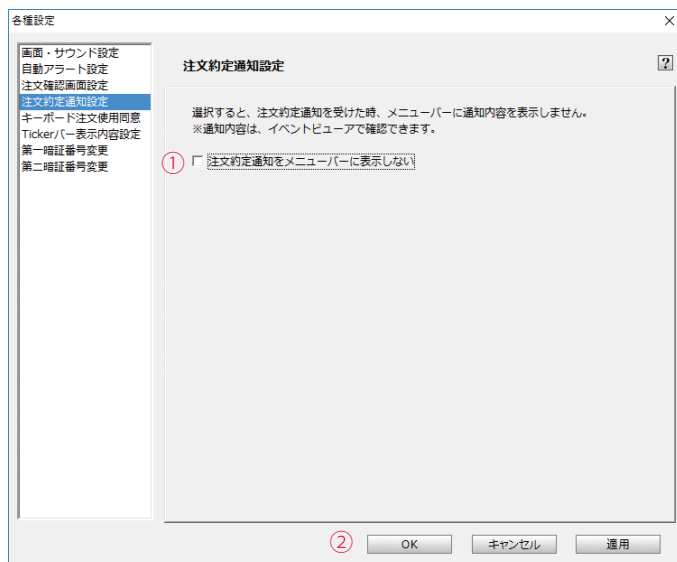 各種設定
画面・サウンド設定
自動アラート設定
注文確認画面設定
注文約定通知設定
キーボード注文使用同意
Tickerバー表示内容設定
第一暗証番号変更
第二暗証番号変更
注文約定通知設定
?
選択すると、注文約定通知を受けた時、メニューバーに通知内容を表示しません。
※通知内容は、イベントビューアで確認できます。
① 注文約定通知をメニューバーに表示しない
② OK キャンセル 適用